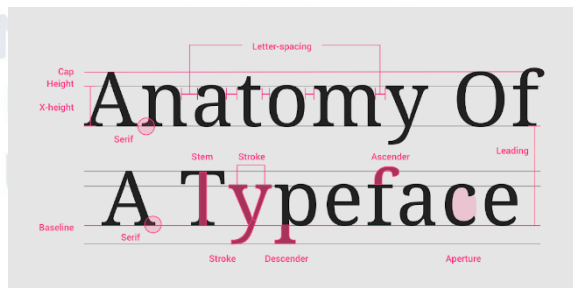 Letter-spacing
Cap
Height
Anatomy Of
X-height
Serif
Leading
Stem Stroke Ascender
A Typeface
Baseline
Serif
Stroke Descender Aperture